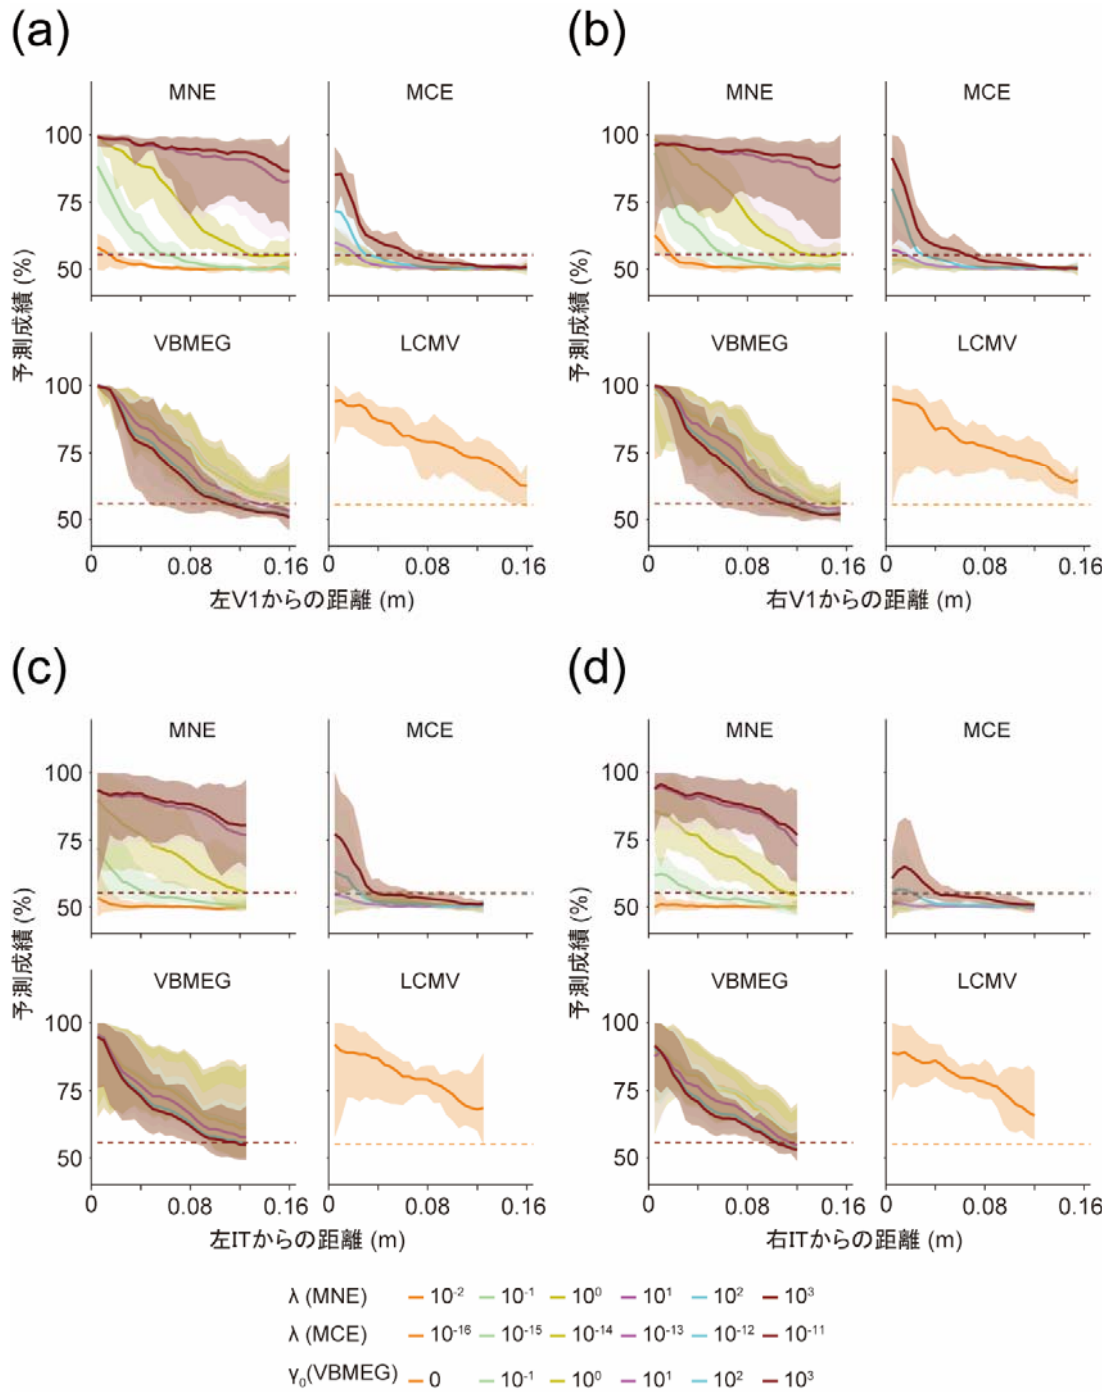 (a)
(b)
MNE
MCE
MNE
MCE
100
75
50
予測成績 (%)
100
75
50
予測成績 (%)
VBMEG
LCMV
VBMEG
LCMV
100
75
50
100
75
50
0 0.08 0.16 0 0.08 0.16
0 0.08 0.16 0 0.08 0.16
左V1からの距離 (m)
右V1からの距離 (m)
(c)
(d)
MNE
MCE
MNE
MCE
100
75
50
予測成績 (%)
100
75
50
予測成績 (%)
VBMEG
LCMV
VBMEG
LCMV
100
75
50
100
75
50
0 0.08 0.16 0 0.08 0.16
0 0.08 0.16 0 0.08 0.16
左ITからの距離 (m)
右ITからの距離 (m)
λ (MNE) 10⁻² 10⁻¹ 10⁰ 10¹ 10² 10³
λ (MCE) 10⁻¹⁶ 10⁻¹⁵ 10⁻¹⁴ 10⁻¹³ 10⁻¹² 10⁻¹¹
γ₀(VBMEG) 0 10⁻¹ 10⁰ 10¹ 10² 10³